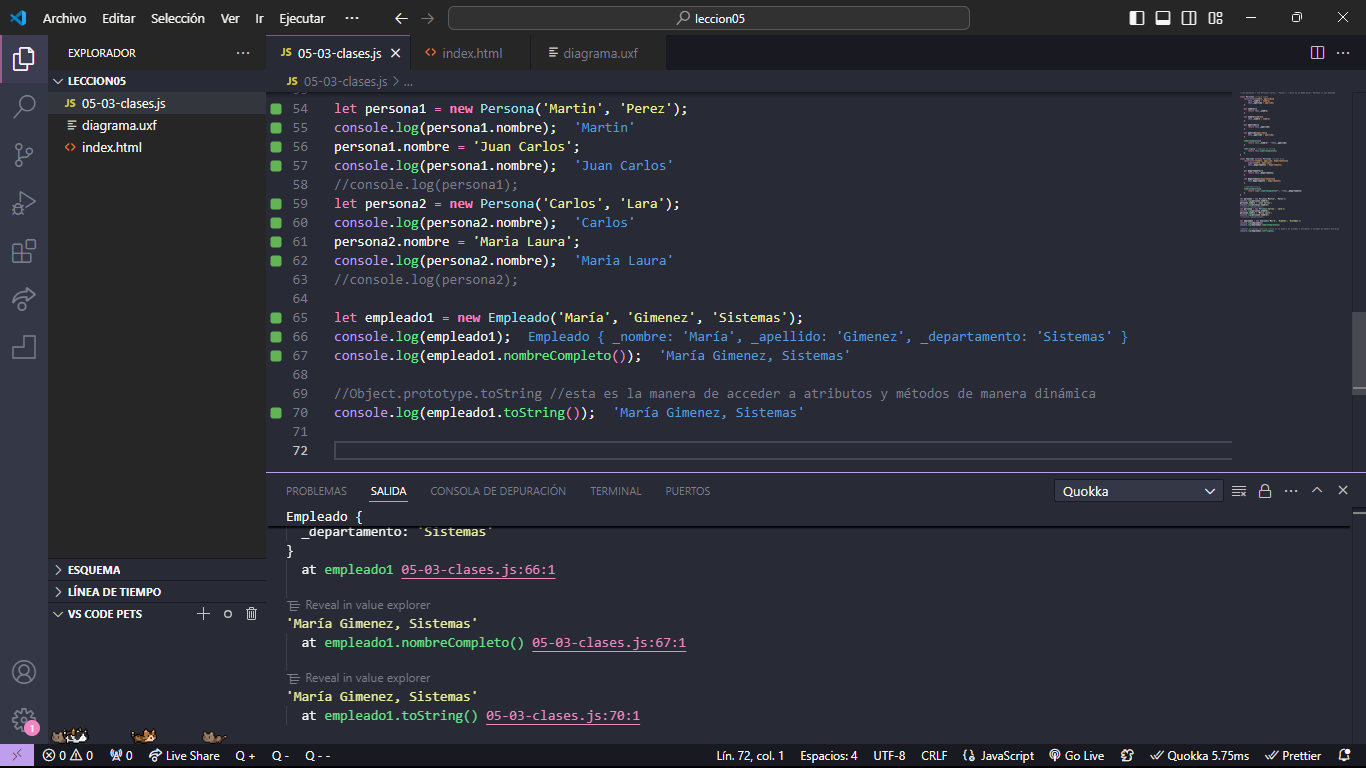 Archivo Editar Selección Ver Ir Ejecutar ··· leccion05
EXPLORADOR ···
LECCION05
JS 05-03-clases.js
diagrama.uxf
index.html
ESQUEMA
LÍNEA DE TIEMPO
VS CODE PETS
1
JS 05-03-clases.js index.html diagrama.uxf ···
JS 05-03-clases.js > ...
54 let persona1 = new Persona('Martin', 'Perez');
55 console.log(persona1.nombre); 'Martin'
56 persona1.nombre = 'Juan Carlos';
57 console.log(persona1.nombre); 'Juan Carlos'
58 //console.log(persona1);
59 let persona2 = new Persona('Carlos', 'Lara');
60 console.log(persona2.nombre); 'Carlos'
61 persona2.nombre = 'Maria Laura';
62 console.log(persona2.nombre); 'Maria Laura'
63 //console.log(persona2);
64
65 let empleado1 = new Empleado('María', 'Gimenez', 'Sistemas');
66 console.log(empleado1); Empleado { _nombre: 'María', _apellido: 'Gimenez', _departamento: 'Sistemas' }
67 console.log(empleado1.nombreCompleto()); 'María Gimenez, Sistemas'
68
69 //Object.prototype.toString //esta es la manera de acceder a atributos y métodos de manera dinámica
70 console.log(empleado1.toString()); 'María Gimenez, Sistemas'
71
72
PROBLEMAS SALIDA CONSOLA DE DEPURACIÓN TERMINAL PUERTOS Quokka ···
Empleado {
_departamento: 'Sistemas'
}
at empleado1 05-03-clases.js:66:1
Reveal in value explorer
'María Gimenez, Sistemas'
at empleado1.nombreCompleto() 05-03-clases.js:67:1
Reveal in value explorer
'María Gimenez, Sistemas'
at empleado1.toString() 05-03-clases.js:70:1
0 0 0 Live Share Q + Q - Q - - Lín. 72, col. 1 Espacios: 4 UTF-8 CRLF JavaScript Go Live Quokka 5.75ms Prettier